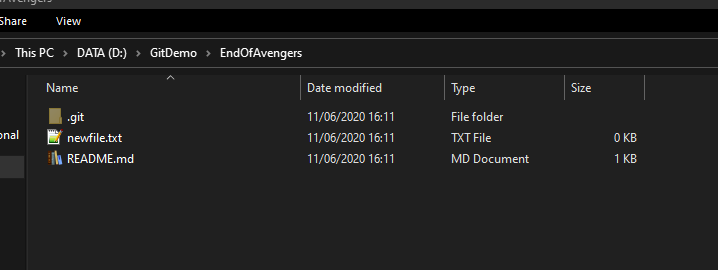 Avengers
Share View
This PC DATA (D:) GitDemo EndOfAvengers
Name Date modified Type Size
.git 11/06/2020 16:11 File folder
newfile.txt 11/06/2020 16:11 TXT File 0 KB
onal
README.md 11/06/2020 16:11 MD Document 1 KB